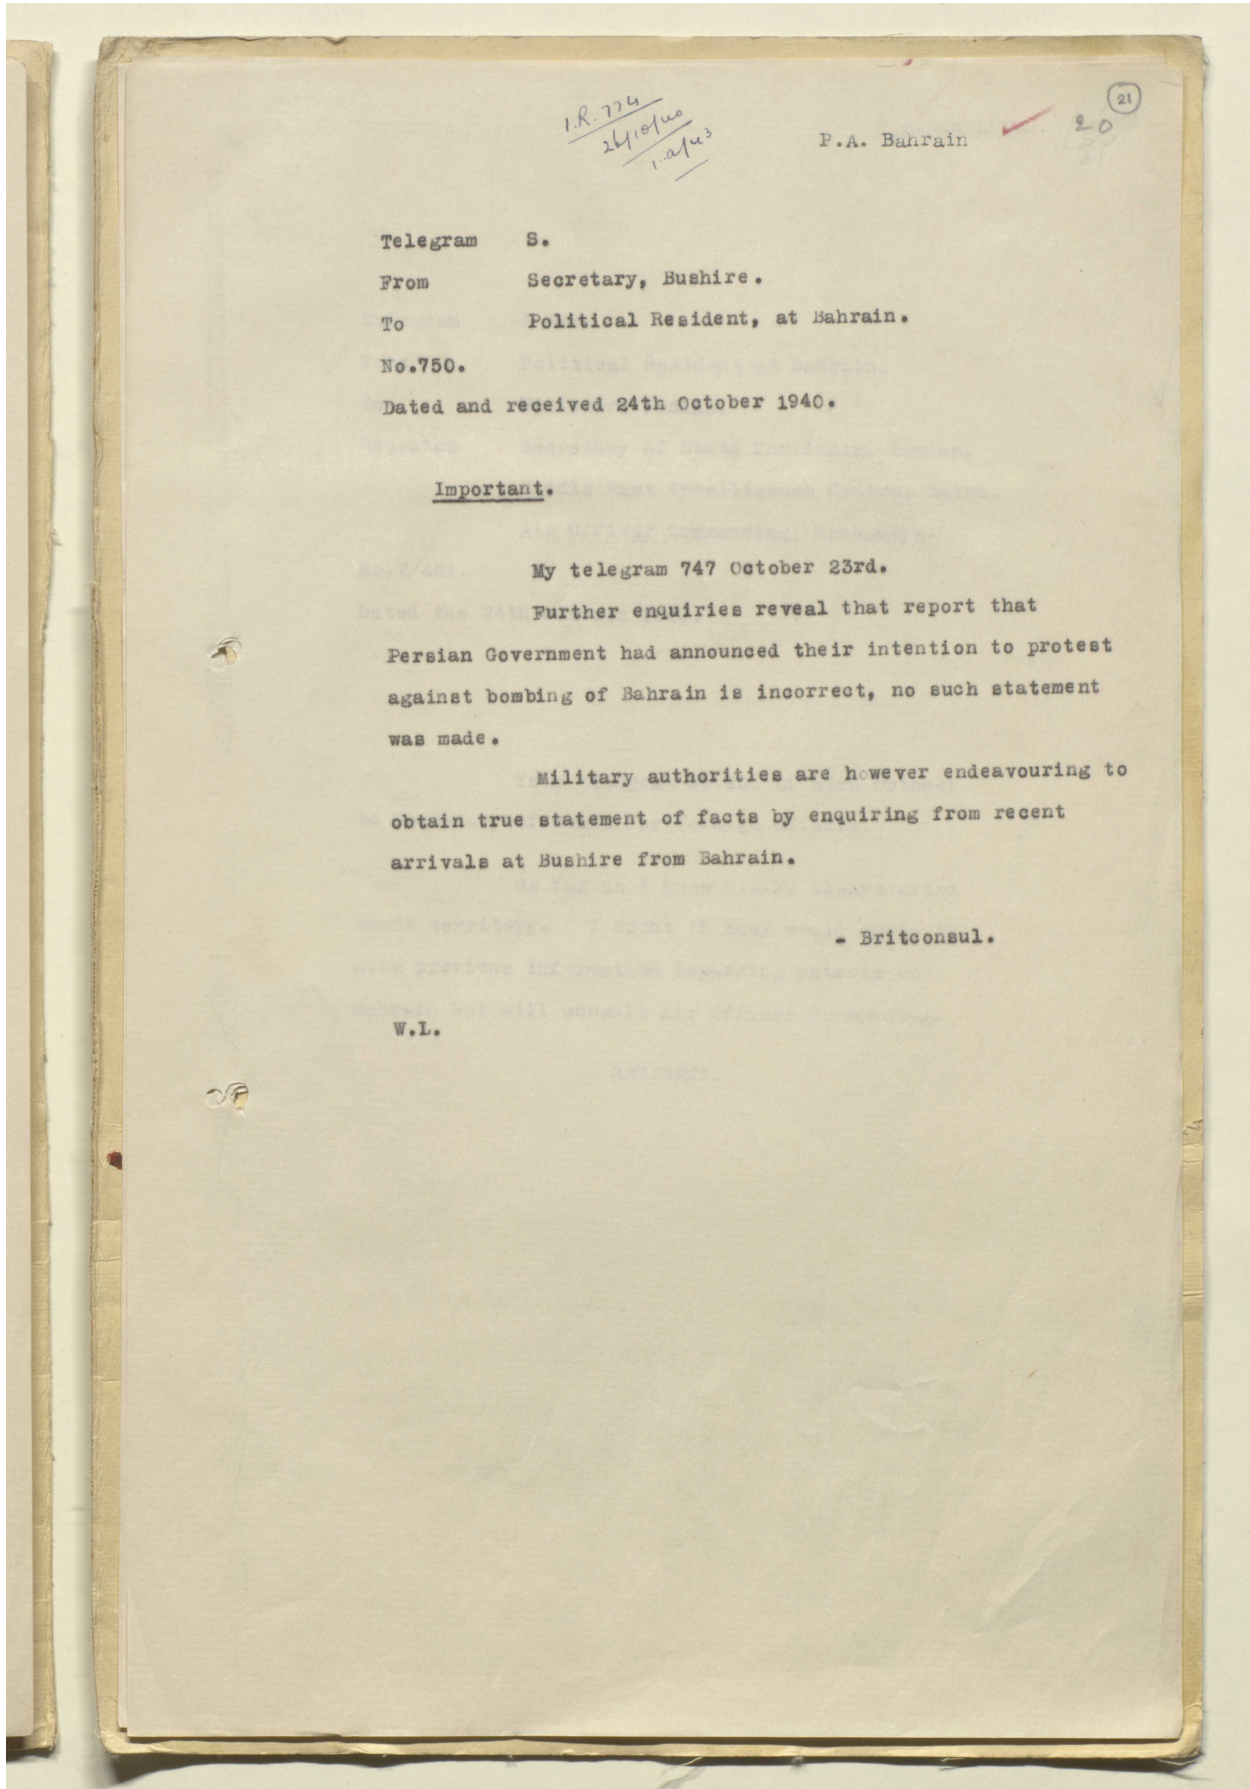 21
20
I.R. 774
26/10/40
P.A. Bahrain
Telegram S.
From Secretary, Bushire.
To Political Resident, at Bahrain.
No.750.
Dated and received 24th October 1940.
Important.
My telegram 747 October 23rd.
Further enquiries reveal that report that
Persian Government had announced their intention to protest
against bombing of Bahrain is incorrect, no such statement
was made.
Military authorities are however endeavouring to
obtain true statement of facts by enquiring from recent
arrivals at Bushire from Bahrain.
- Britconsul.
W.L.